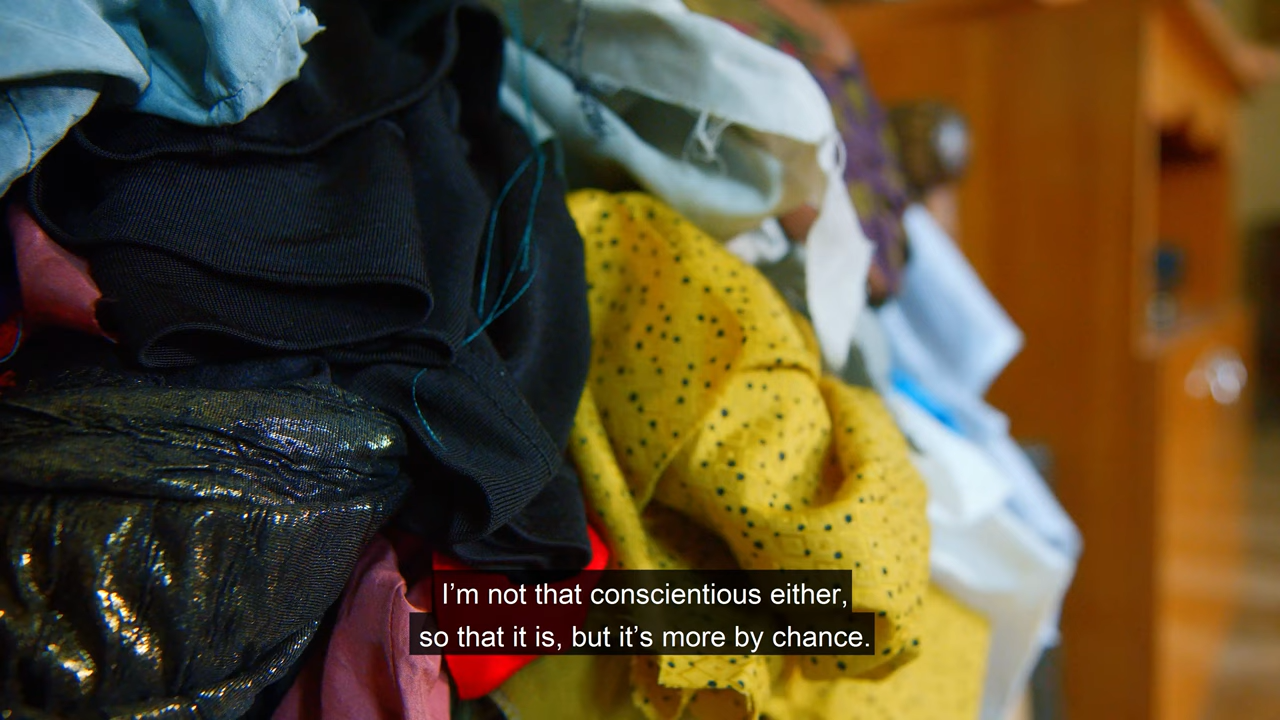 I’m not that conscientious either,
so that it is, but it’s more by chance.